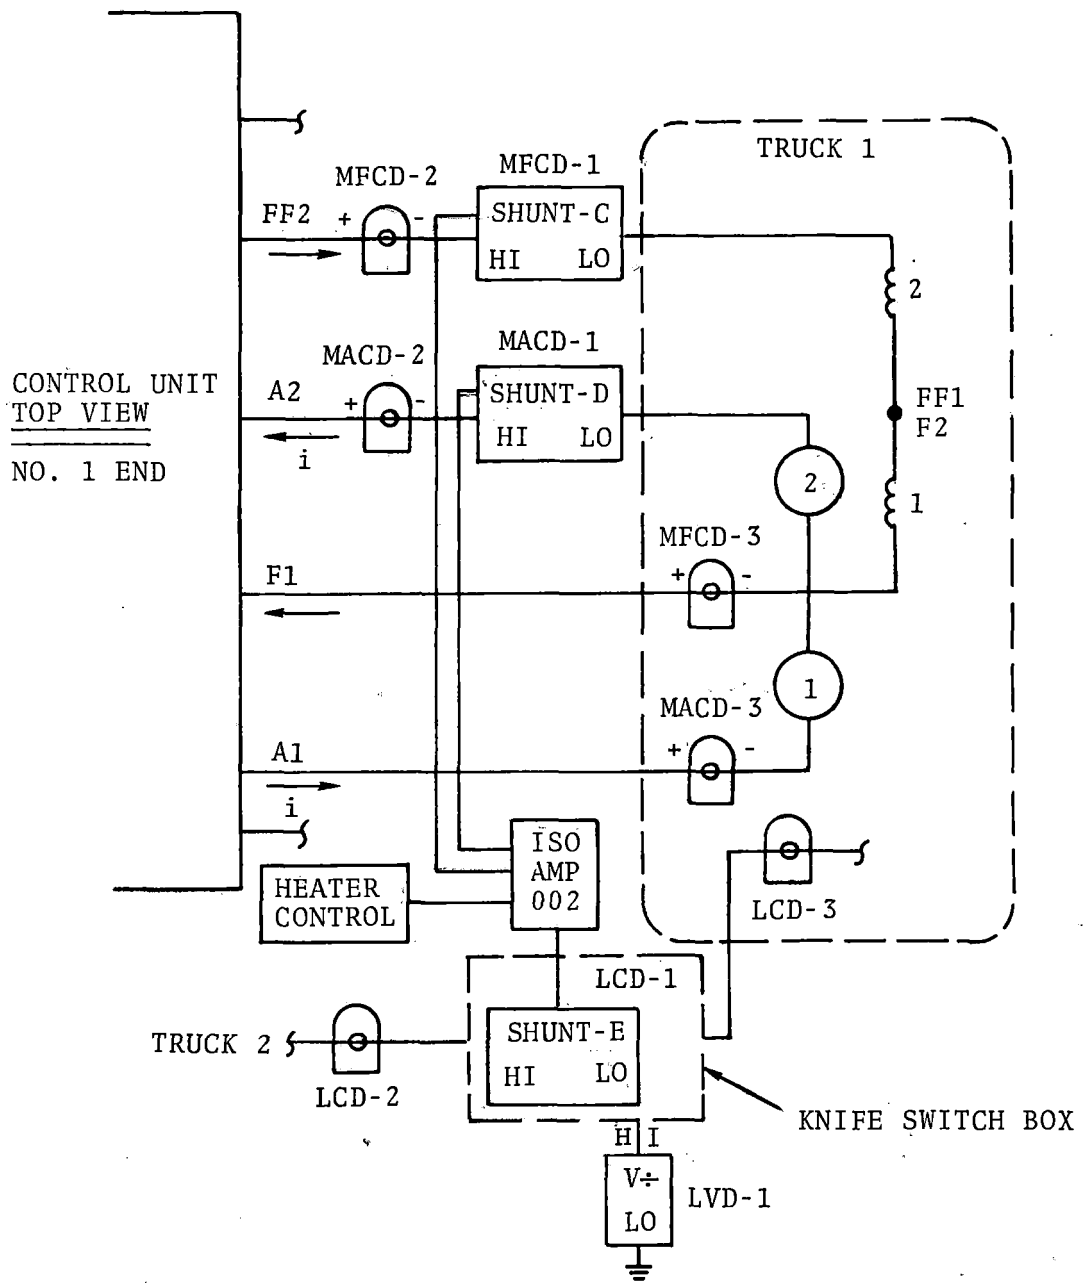 TRUCK 1
MFCD-2
MFCD-1
FF2
+
-
SHUNT-C
HI LO
2
MACD-2
MACD-1
CONTROL UNIT
TOP VIEW
NO. 1 END
A2
+
-
i
SHUNT-D
HI LO
FF1
F2
2
1
MFCD-3
+
-
F1
1
MACD-3
+
-
A1
i
ISO
AMP
002
HEATER
CONTROL
LCD-3
LCD-1
TRUCK 2
LCD-2
SHUNT-E
HI LO
KNIFE SWITCH BOX
HI
V÷
LO
LVD-1